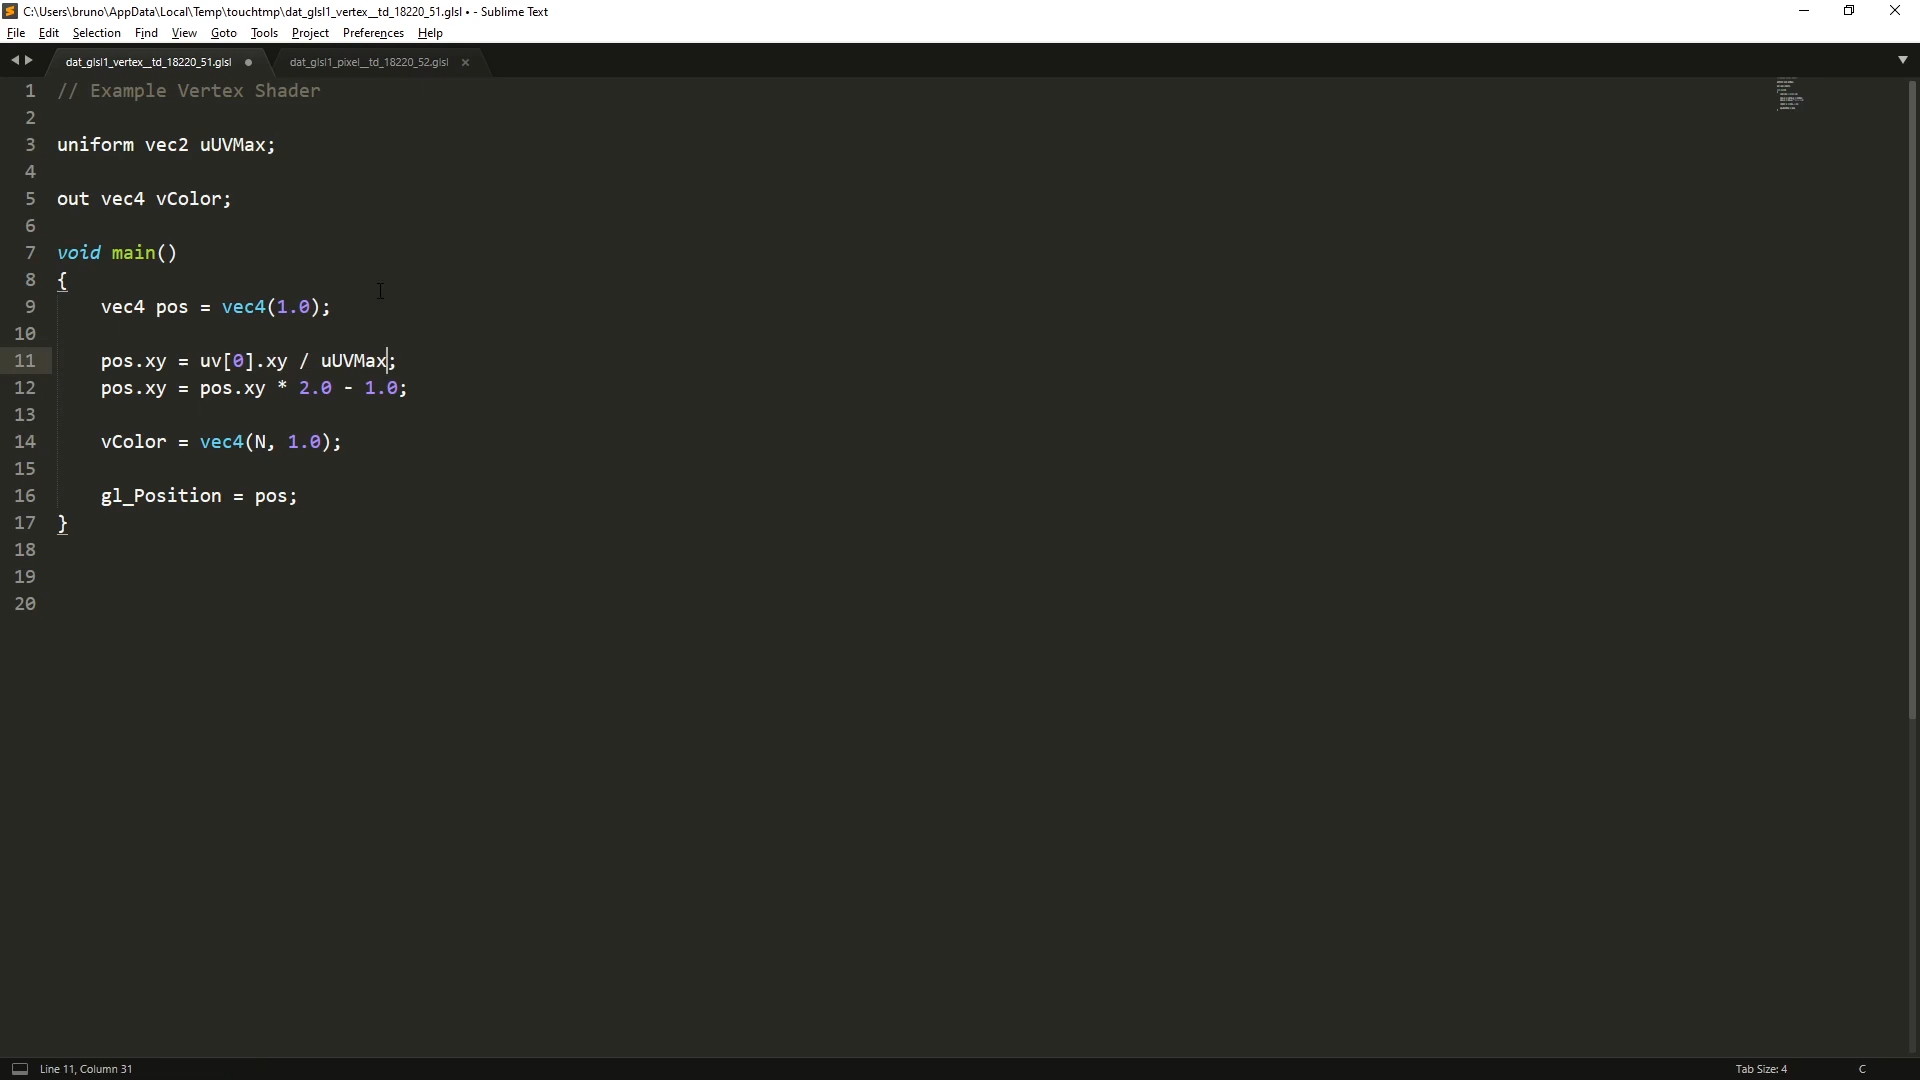 C:\Users\bruno\AppData\Local\Temp\touchtmp\dat_glsl1_vertex__td_18220_51.glsl • - Sublime Text
File Edit Selection Find View Goto Tools Project Preferences Help
dat_glsl1_vertex__td_18220_51.glsl dat_glsl1_pixel__td_18220_52.glsl
1 // Example Vertex Shader
2
3 uniform vec2 uUVMax;
4
5 out vec4 vColor;
6
7 void main()
8 {
9 vec4 pos = vec4(1.0);
10
11 pos.xy = uv[0].xy / uUVMax;
12 pos.xy = pos.xy * 2.0 - 1.0;
13
14 vColor = vec4(N, 1.0);
15
16 gl_Position = pos;
17 }
18
19
20
Line 11, Column 31 Tab Size: 4 C